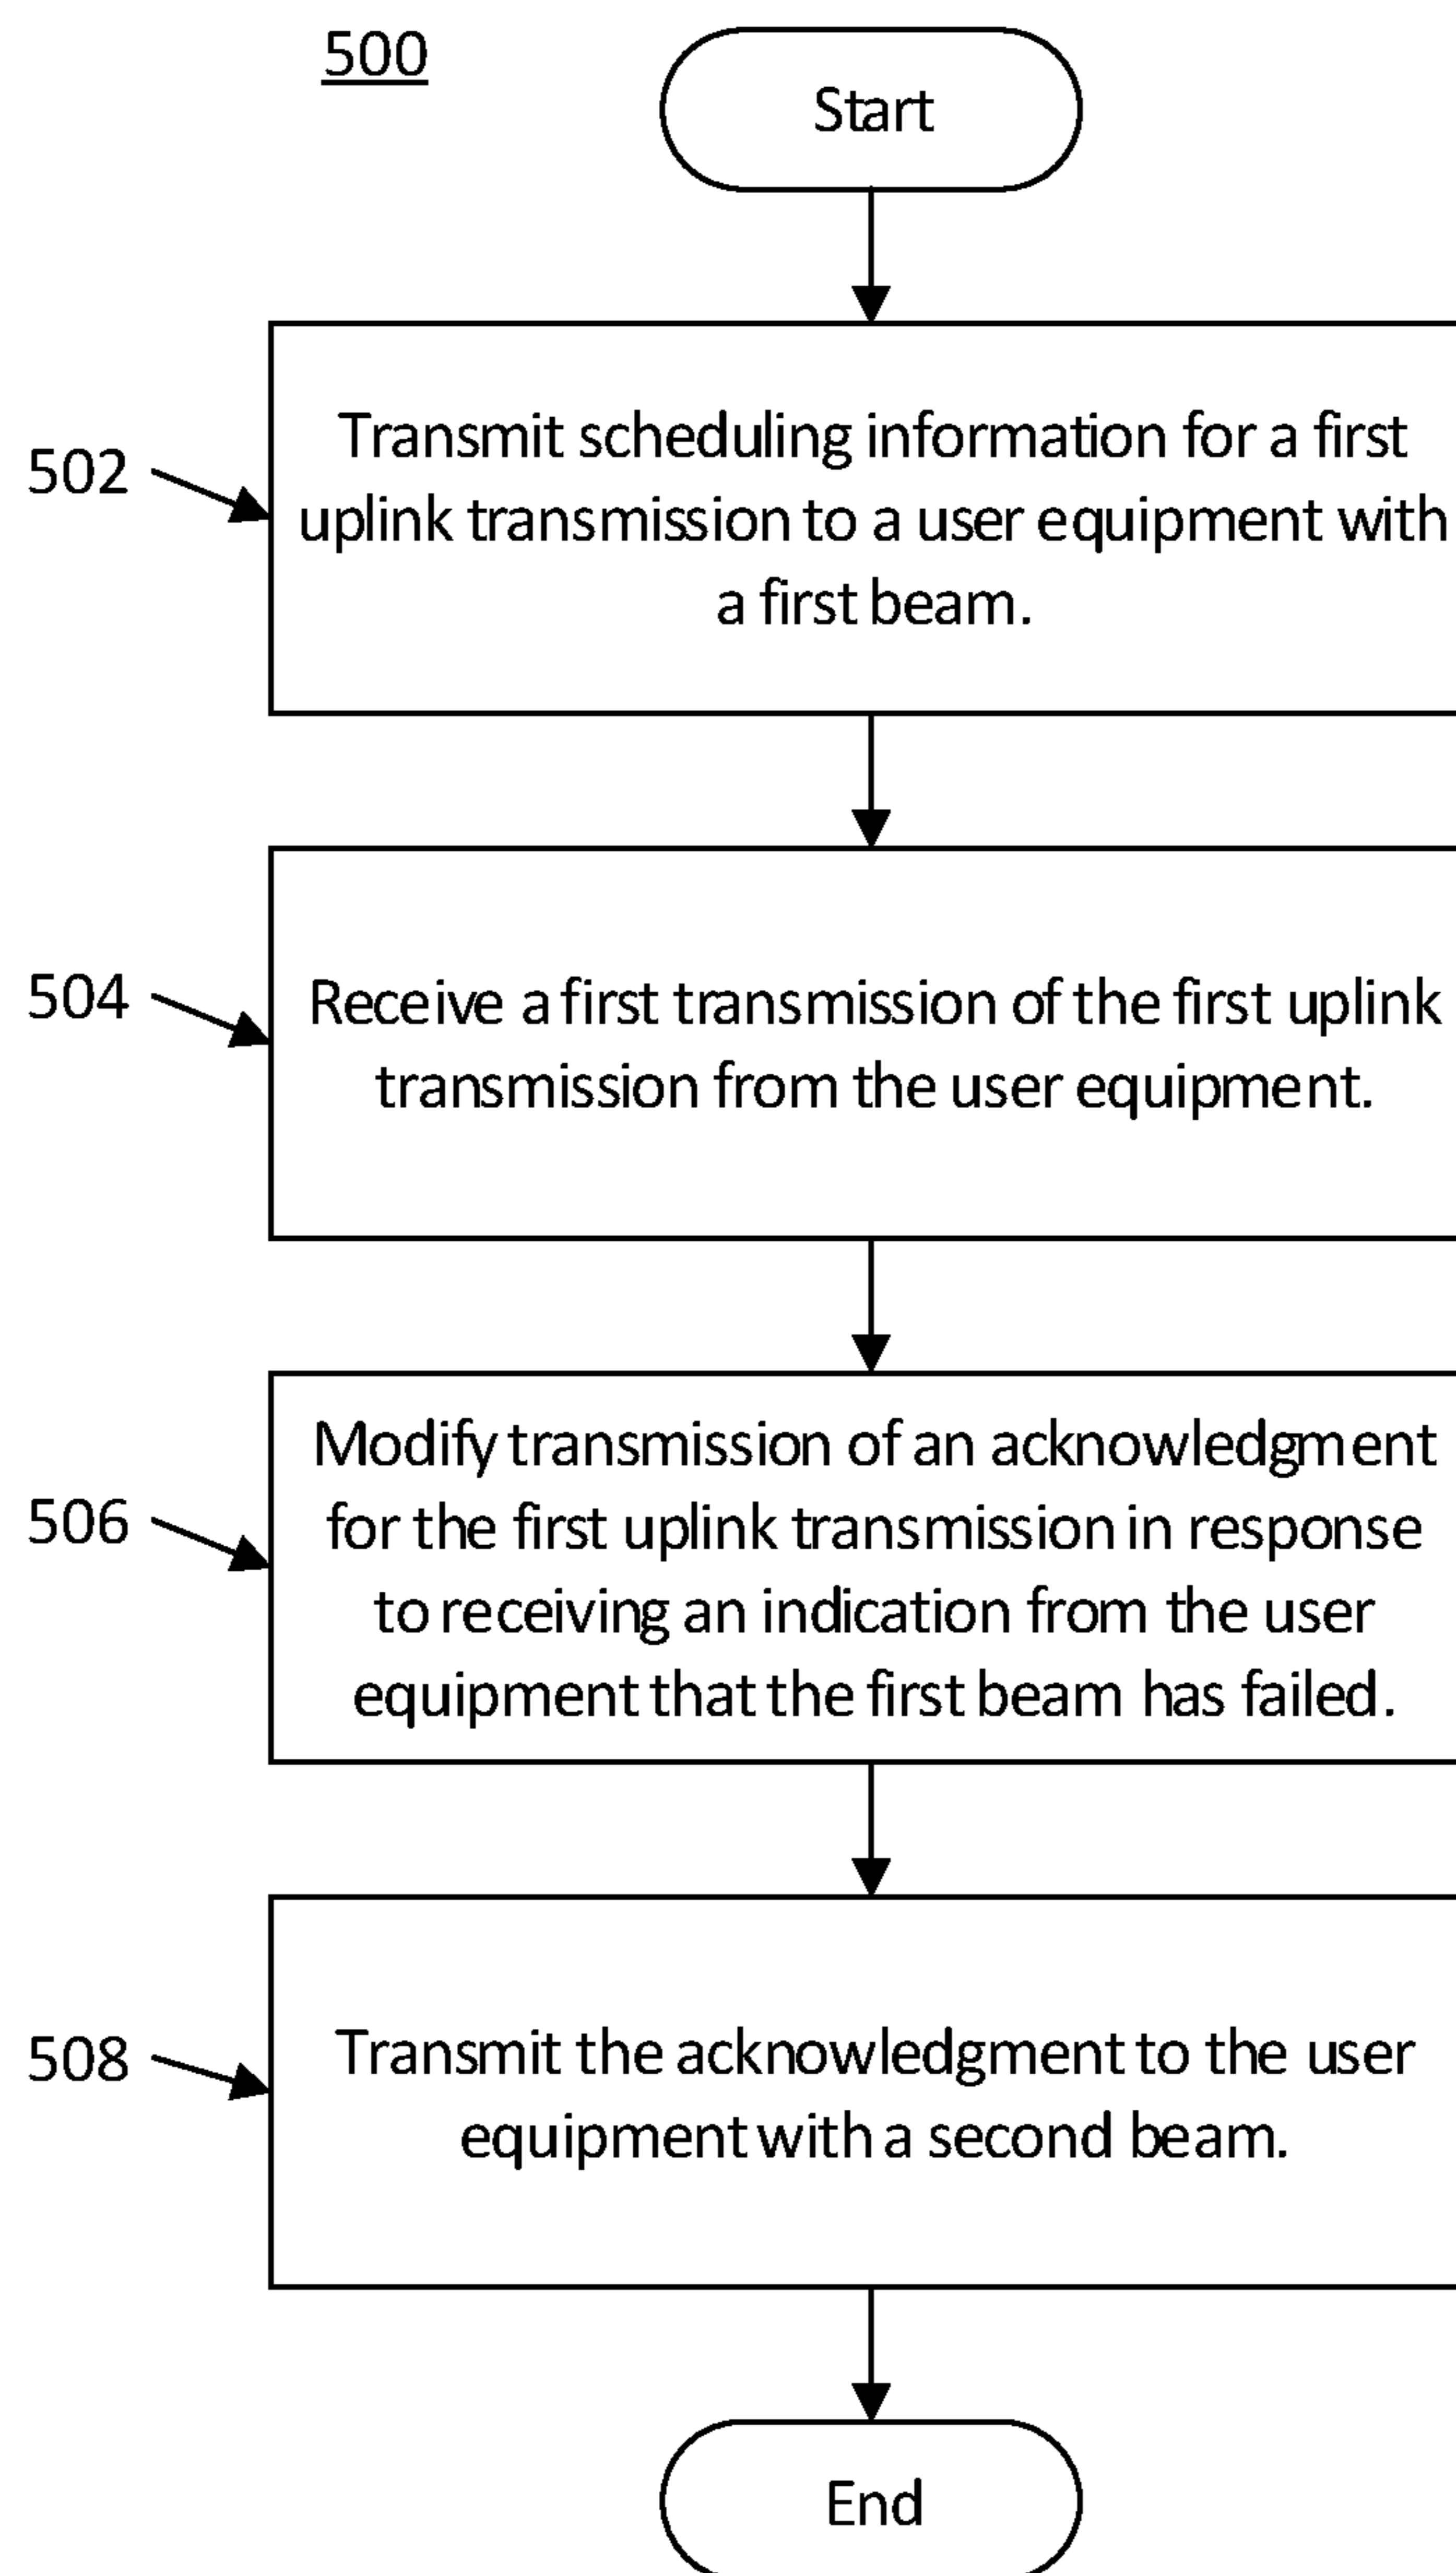 500
Start
502
Transmit scheduling information for a first
uplink transmission to a user equipment with
a first beam.
504
Receive a first transmission of the first uplink
transmission from the user equipment.
506
Modify transmission of an acknowledgment
for the first uplink transmission in response
to receiving an indication from the user
equipment that the first beam has failed.
508
Transmit the acknowledgment to the user
equipment with a second beam.
End